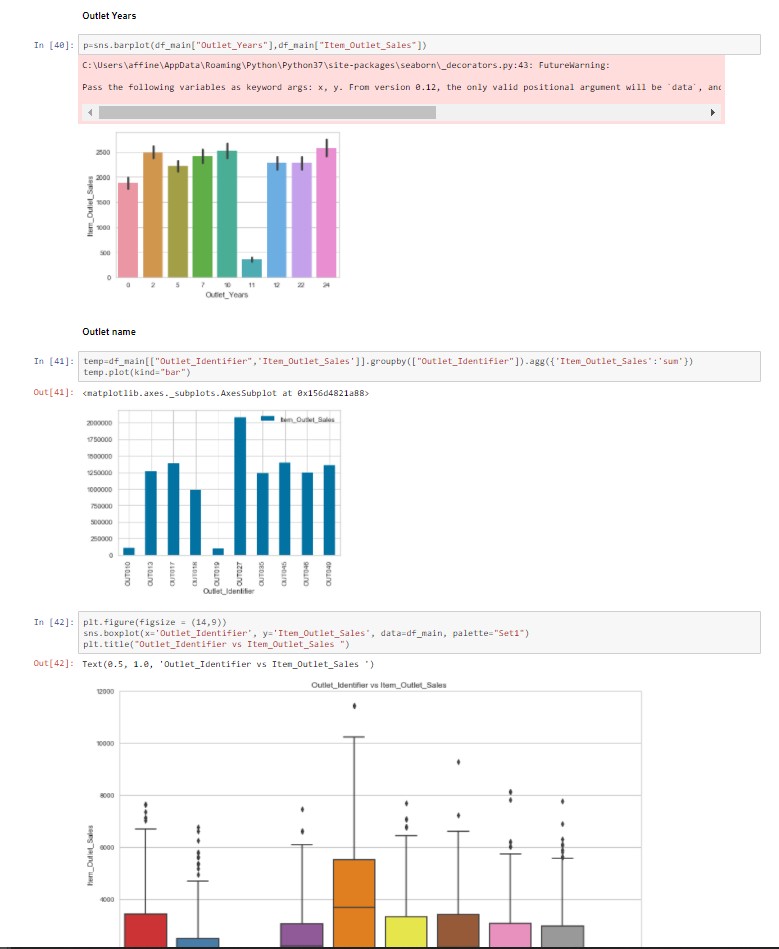 Outlet Years
In [40]: p=sns.barplot(df_main["Outlet_Years"],df_main["Item_Outlet_Sales"])
C:\Users\affine\AppData\Roaming\Python\Python37\site-packages\seaborn\_decorators.py:43: FutureWarning:
Pass the following variables as keyword args: x, y. From version 0.12, the only valid positional argument will be `data`, and
2500
2000
1500
1000
500
0
Item_Outlet_Sales
0 2 5 7 10 11 12 22 24
Outlet_Years
Outlet name
In [41]: temp=df_main[["Outlet_Identifier",'Item_Outlet_Sales']].groupby(["Outlet_Identifier"]).agg({'Item_Outlet_Sales':'sum'})
temp.plot(kind="bar")
Out[41]: <matplotlib.axes._subplots.AxesSubplot at 0x156d4821a88>
Item_Outlet_Sales
2000000
1750000
1500000
1250000
1000000
750000
500000
250000
0
OUT010 OUT013 OUT017 OUT018 OUT019 OUT027 OUT035 OUT045 OUT046 OUT049
Outlet_Identifier
In [42]: plt.figure(figsize = (14,9))
sns.boxplot(x='Outlet_Identifier', y='Item_Outlet_Sales', data=df_main, palette="Set1")
plt.title("Outlet_Identifier vs Item_Outlet_Sales ")
Out[42]: Text(0.5, 1.0, 'Outlet_Identifier vs Item_Outlet_Sales ')
Outlet_Identifier vs Item_Outlet_Sales
12000
10000
8000
6000
4000
Item_Outlet_Sales